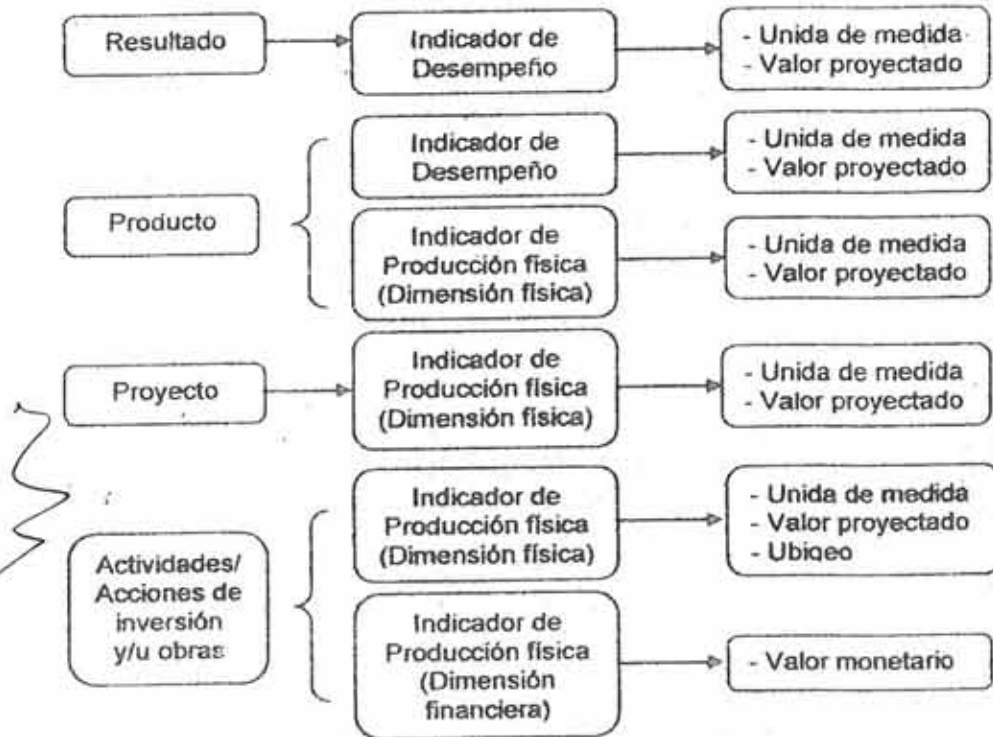 Resultado
Indicador de
Desempeño
- Unida de medida
- Valor proyectado
Producto
Indicador de
Desempeño
- Unida de medida
- Valor proyectado
Indicador de
Producción física
(Dimensión física)
- Unida de medida
- Valor proyectado
Proyecto
Indicador de
Producción física
(Dimensión física)
- Unida de medida
- Valor proyectado
Actividades/
Acciones de
inversión
y/u obras
Indicador de
Producción física
(Dimensión física)
- Unida de medida
- Valor proyectado
- Ubigeo
Indicador de
Producción física
(Dimensión
financiera)
- Valor monetario